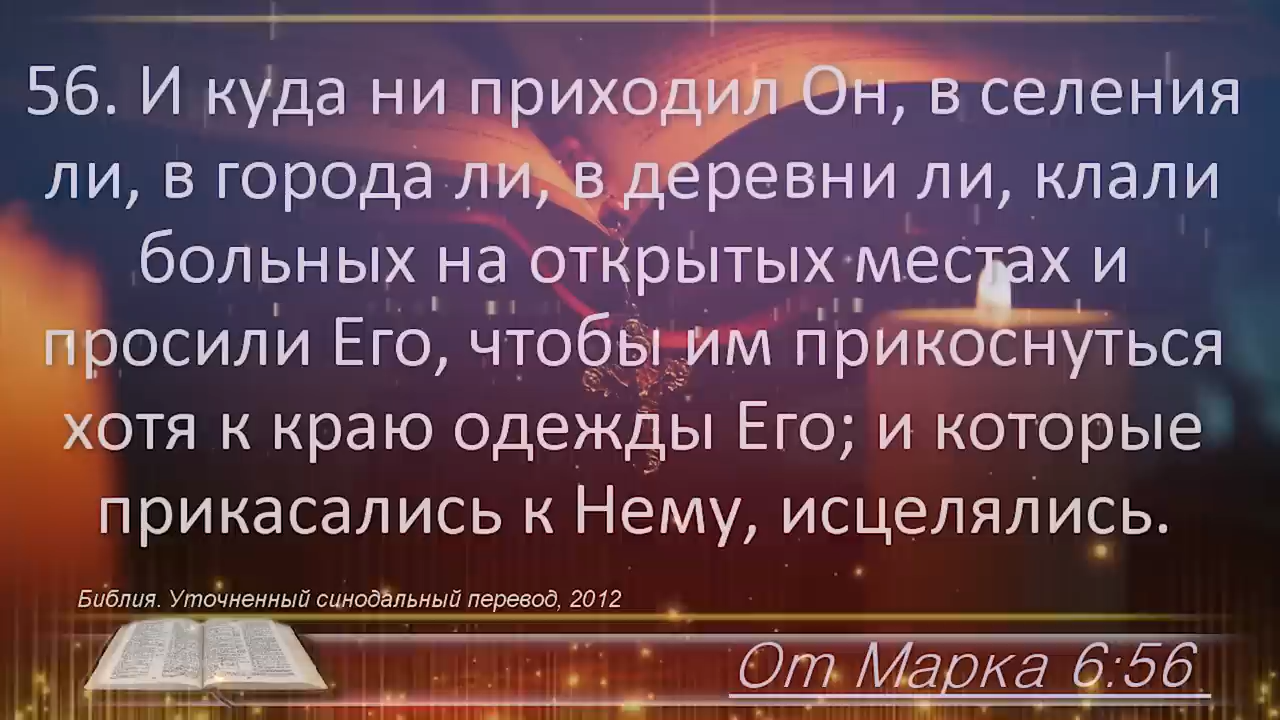 56. И куда ни приходил Он, в селения
ли, в города ли, в деревни ли, клали
больных на открытых местах и
просили Его, чтобы им прикоснуться
хотя к краю одежды Его; и которые
прикасались к Нему, исцелялись.
Библия. Уточненный синодальный перевод, 2012
От Марка 6:56